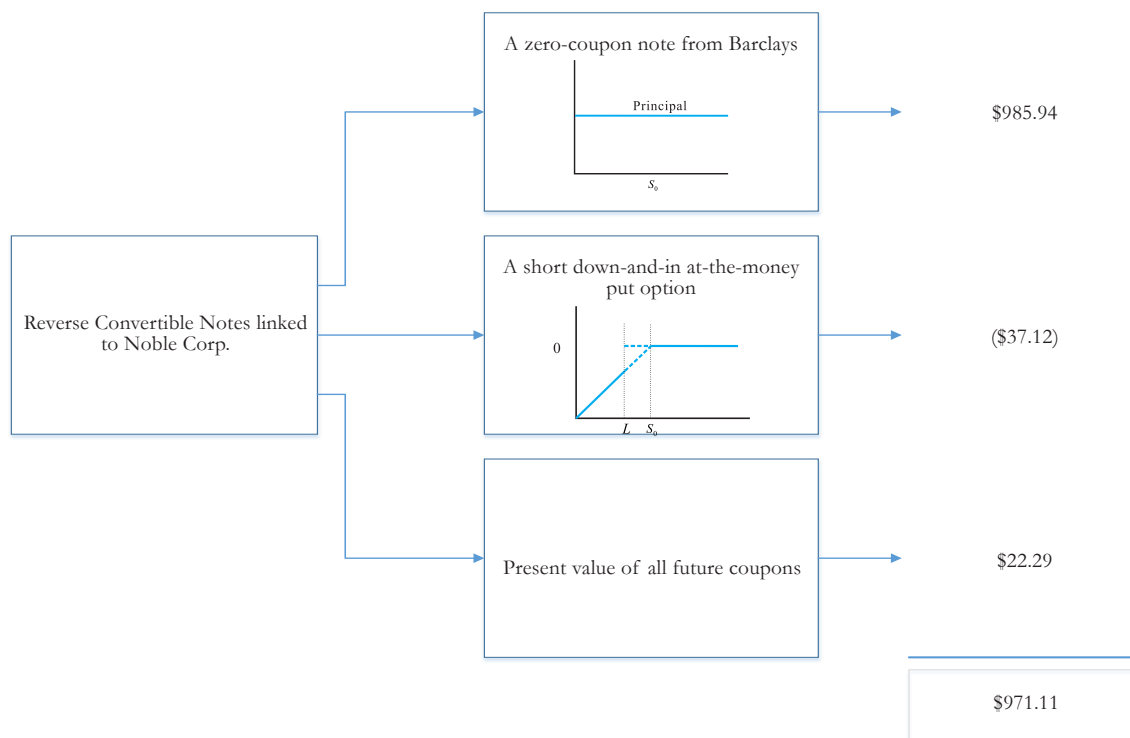 A zero-coupon note from Barclays
Principal
S₀
$985.94
Reverse Convertible Notes linked
to Noble Corp.
A short down-and-in at-the-money
put option
0
L S₀
($37.12)
Present value of all future coupons
$22.29
$971.11